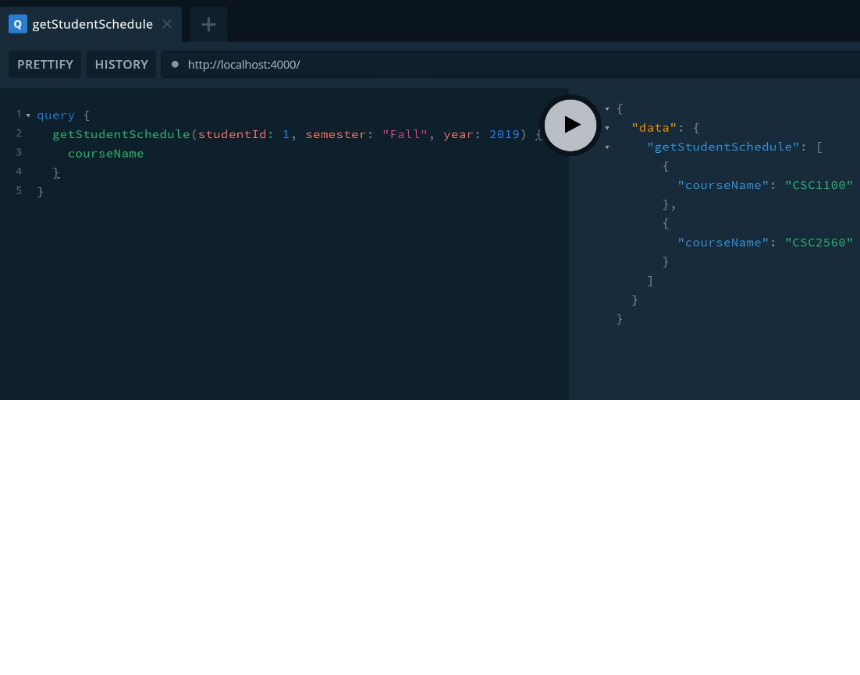 Q getStudentSchedule ×
PRETTIFY HISTORY http://localhost:4000/
1 query {
2 getStudentSchedule(studentId: 1, semester: "Fall", year: 2019) {
3 courseName
4 }
5 }
{
"data": {
"getStudentSchedule": [
{
"courseName": "CSC1100"
},
{
"courseName": "CSC2560"
}
]
}
}